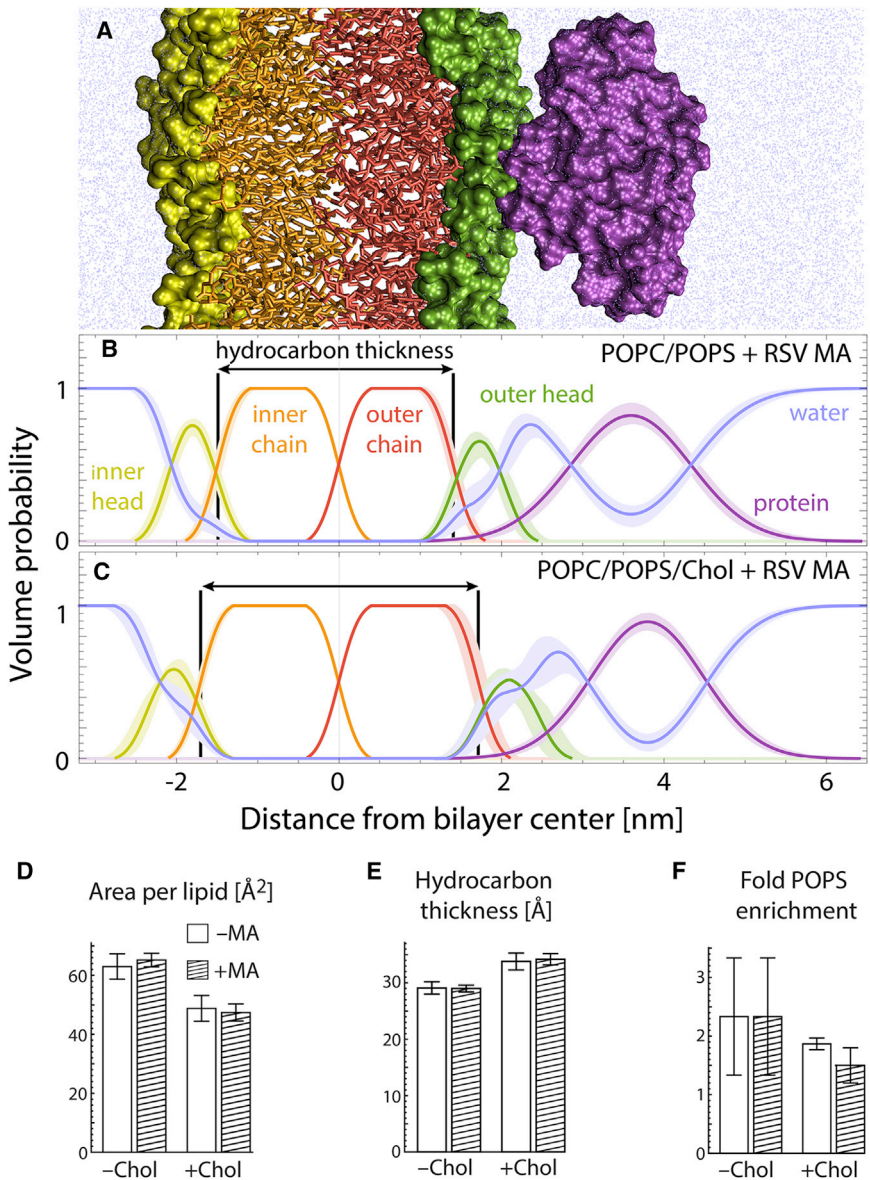 A
B
hydrocarbon thickness
POPC/POPS + RSV MA
1
inner
chain
outer
chain
outer head
water
inner
head
protein
0
C
POPC/POPS/Chol + RSV MA
1
0
Volume probability
-2
0
2
4
6
Distance from bilayer center [nm]
D
Area per lipid [Å²]
–MA
+MA
60
40
20
0
–Chol
+Chol
E
Hydrocarbon
thickness [Å]
30
20
10
0
–Chol
+Chol
F
Fold POPS
enrichment
3
2
1
0
–Chol
+Chol